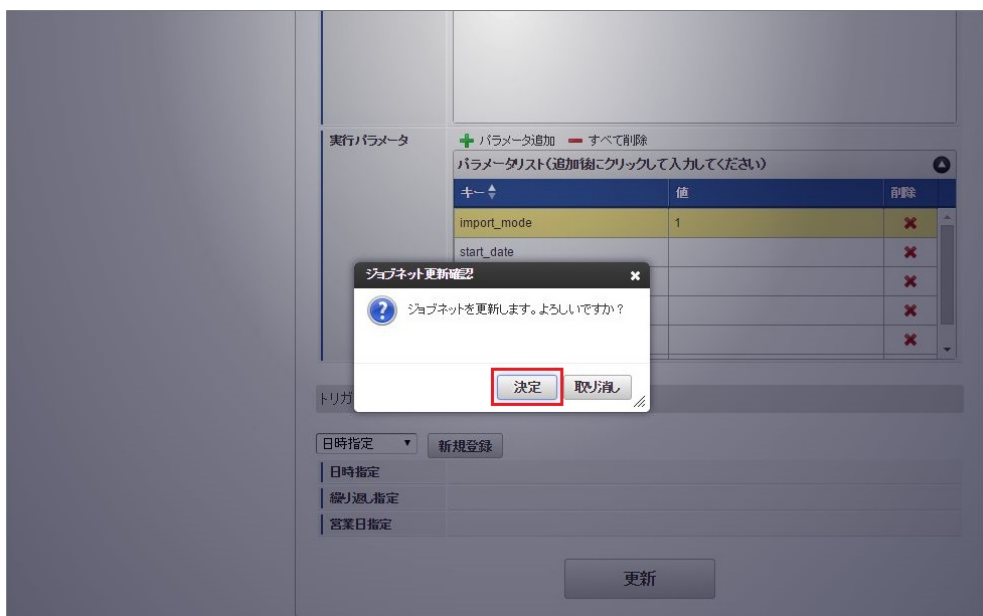 実行パラメータ
パラメータ追加 すべて削除
パラメータリスト(追加後にクリックして入力してください)
キー 値 削除
import_mode 1
start_date
ジョブネット更新確認
ジョブネットを更新します。よろしいですか?
決定 取り消し
トリガ
日時指定 新規登録
日時指定
繰り返し指定
営業日指定
更新